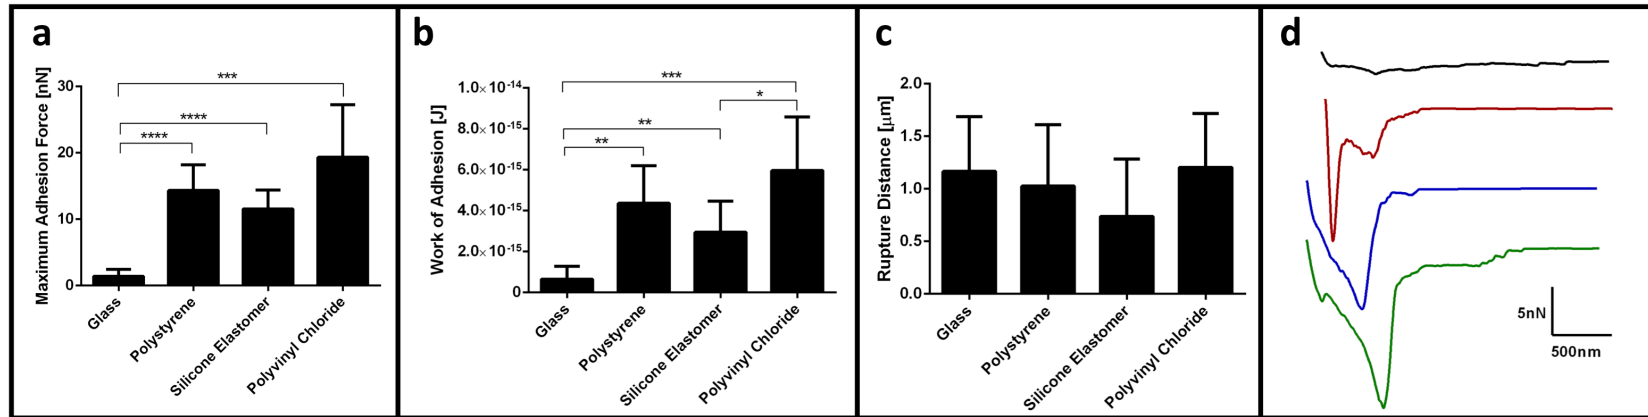 a
Maximum Adhesion Force [nN]
30
20
10
0
***
****
****
Glass
Polystyrene
Silicone Elastomer
Polyvinyl Chloride
b
Work of Adhesion [J]
1.0×10⁻¹⁴
8.0×10⁻¹⁵
6.0×10⁻¹⁵
4.0×10⁻¹⁵
2.0×10⁻¹⁵
0
***
*
**
**
Glass
Polystyrene
Silicone Elastomer
Polyvinyl Chloride
c
Rupture Distance [μm]
2.0
1.5
1.0
0.5
0.0
Glass
Polystyrene
Silicone Elastomer
Polyvinyl Chloride
d
5nN
500nm